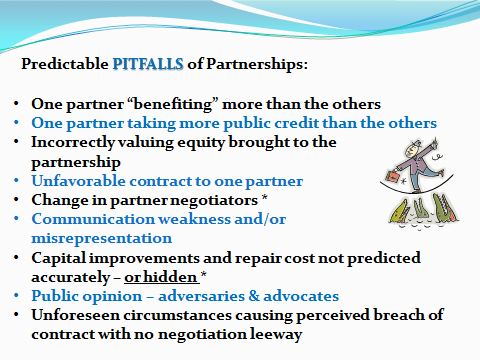 Predictable PITFALLS of Partnerships:
• One partner “benefiting” more than the others
• One partner taking more public credit than the others
• Incorrectly valuing equity brought to the
partnership
• Unfavorable contract to one partner
• Change in partner negotiators *
• Communication weakness and/or
misrepresentation
• Capital improvements and repair cost not predicted
accurately – or hidden *
• Public opinion – adversaries & advocates
• Unforeseen circumstances causing perceived breach of
contract with no negotiation leeway